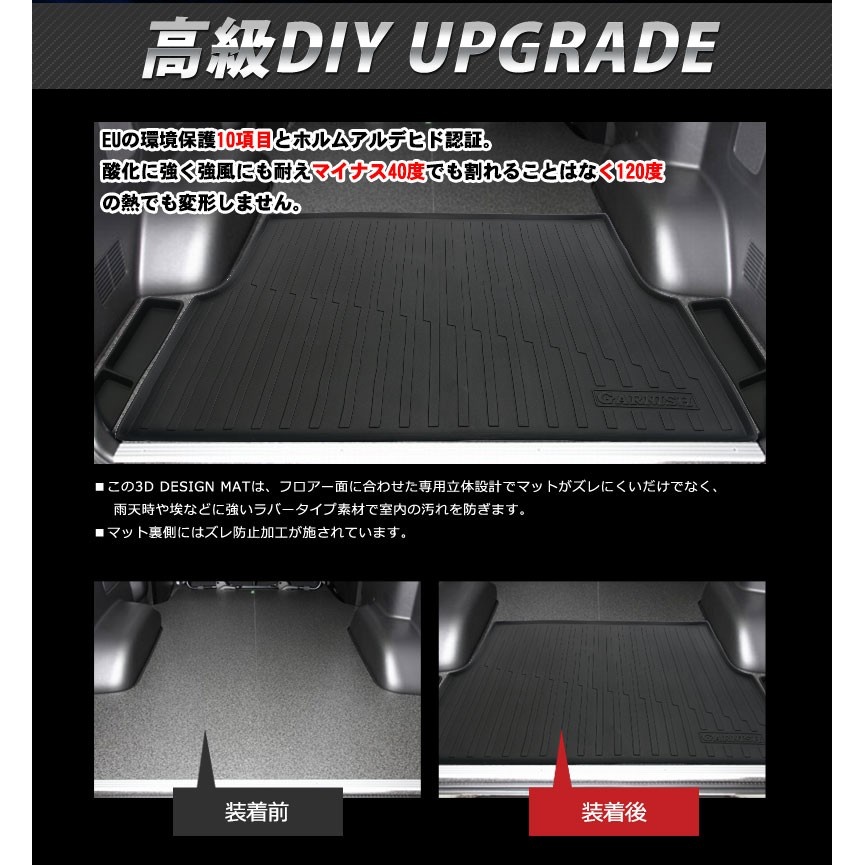 高級DIY UPGRADE
EUの環境保護10項目とホルムアルデヒド認証。
酸化に強く強風にも耐えマイナス40度でも割れることはなく120度
の熱でも変形しません。
GARNISH
■この3D DESIGN MATは、フロアー面に合わせた専用立体設計でマットがズレにくいだけでなく、
雨天時や埃などに強いラバータイプ素材で室内の汚れを防ぎます。
■マット裏側にはズレ防止加工が施されています。
GARNISH
装着前
装着後